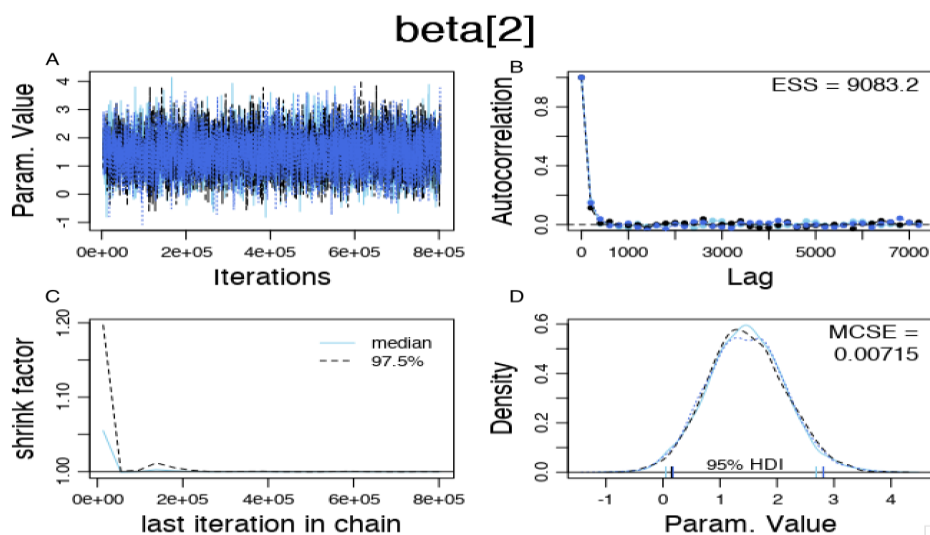 beta[2]
A
Param. Value
4
3
2
1
0
-1
0e+00 2e+05 4e+05 6e+05 8e+05
Iterations
B
ESS = 9083.2
Autocorrelation
0.8
0.4
0.0
0 1000 3000 5000 7000
Lag
C
shrink factor
1.20
1.10
1.00
median
97.5%
0e+00 2e+05 4e+05 6e+05 8e+05
last iteration in chain
D
MCSE =
0.00715
Density
0.6
0.4
0.2
0.0
95% HDI
-1 0 1 2 3 4
Param. Value